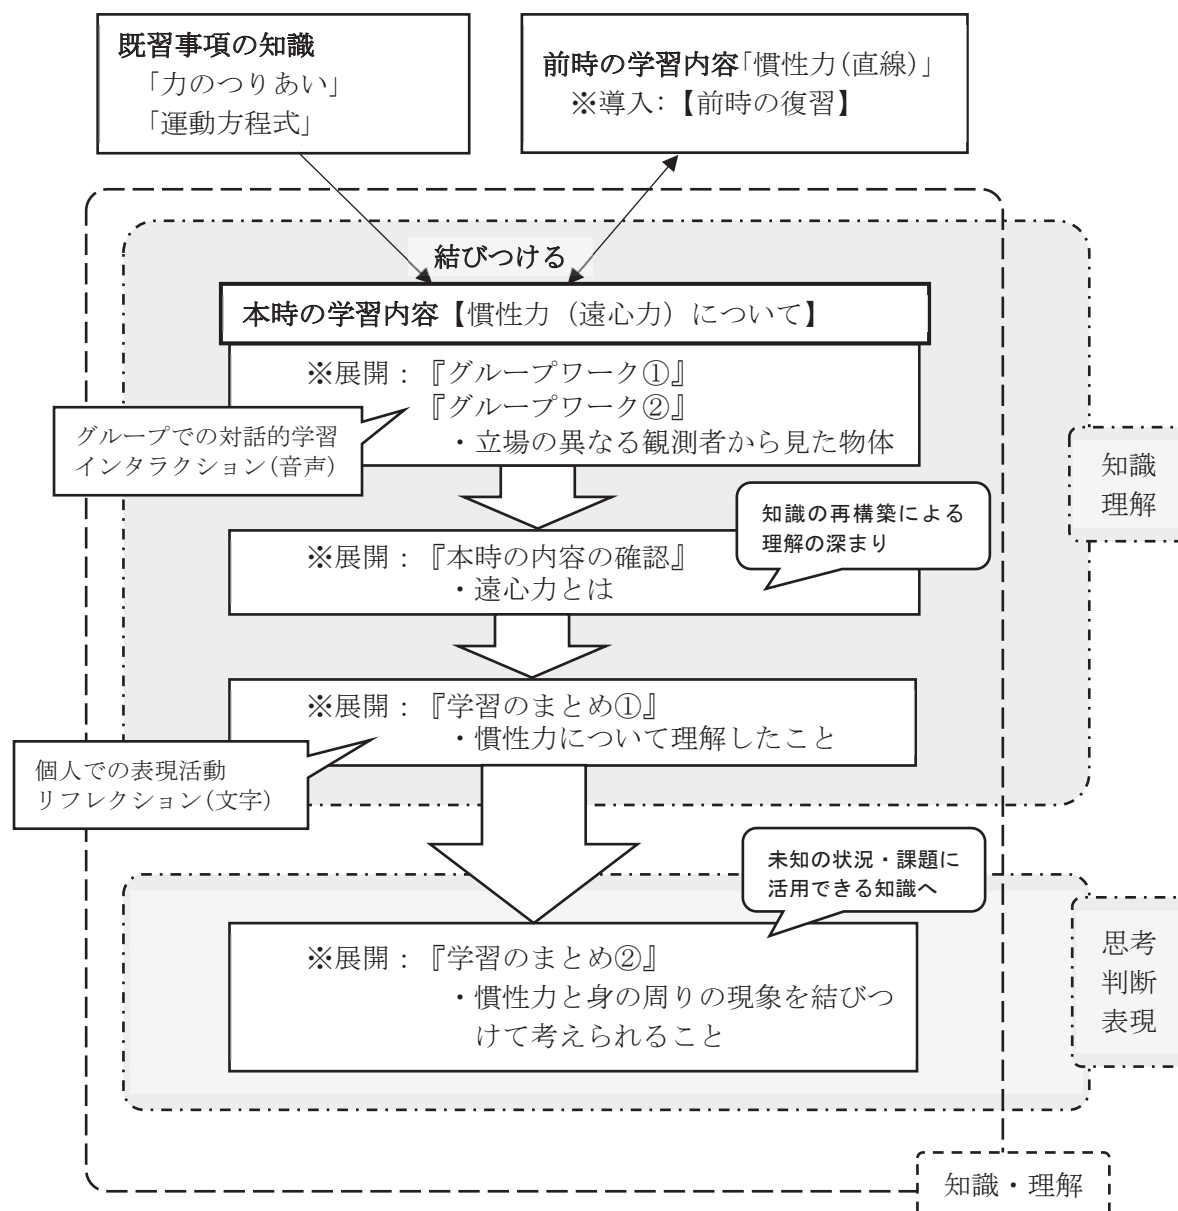 既習事項の知識
「力のつりあい」
「運動方程式」
前時の学習内容「慣性力(直線)」
※導入：【前時の復習】
結びつける
本時の学習内容【慣性力（遠心力）について】
※展開：『グループワーク①』
『グループワーク②』
・立場の異なる観測者から見た物体
グループでの対話的学習
インタラクション(音声)
知識
理解
知識の再構築による
理解の深まり
※展開：『本時の内容の確認』
・遠心力とは
※展開：『学習のまとめ①』
・慣性力について理解したこと
個人での表現活動
リフレクション(文字)
未知の状況・課題に
活用できる知識へ
※展開：『学習のまとめ②』
・慣性力と身の周りの現象を結びつ
けて考えられること
思考
判断
表現
知識・理解